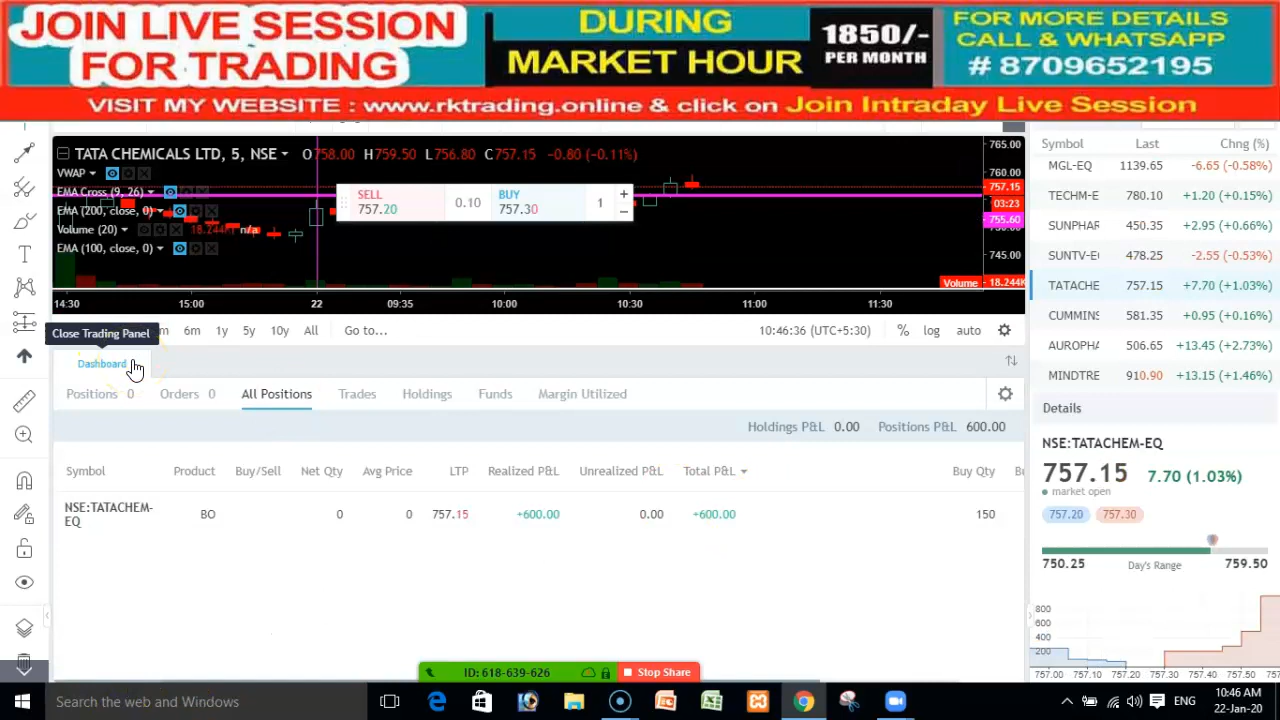 JOIN LIVE SESSION
FOR TRADING
DURING
MARKET HOUR
1850/-
PER MONTH
FOR MORE DETAILS
CALL & WHATSAPP
# 8709652195
VISIT MY WEBSITE : www.rktrading.online & click on Join Intraday Live Session
TATA CHEMICALS LTD, 5, NSE O758.00 H759.50 L756.80 C757.15 -0.80 (-0.11%)
VWAP
EMA Cross (9, 26)
EMA (200, close, 0)
Volume (20) 18.244K n/a
EMA (100, close, 0)
SELL
757.20
0.10
BUY
757.30
1
+
−
765.00
760.00
757.15
03:23
755.60
745.00
Volume 18.244K
14:30 15:00 22 09:35 10:00 10:30 11:00 11:30
Close Trading Panel
6m 1y 5y 10y All Go to...
10:46:36 (UTC+5:30) % log auto
Dashboard
Positions 0 Orders 0 All Positions Trades Holdings Funds Margin Utilized
Holdings P&L 0.00 Positions P&L 600.00
Symbol Product Buy/Sell Net Qty Avg Price LTP Realized P&L Unrealized P&L Total P&L Buy Qty
NSE:TATACHEM-
EQ
BO 0 0 757.15 +600.00 0.00 +600.00 150
Symbol Last Chng (%)
MGL-EQ 1139.65 -6.65 (-0.58%)
TECHM-E 780.10 +1.20 (+0.15%)
SUNPHAR 450.35 +2.95 (+0.66%)
SUNTV-E 478.25 -2.55 (-0.53%)
TATACHE 757.15 +7.70 (+1.03%)
CUMMINS 581.35 +0.95 (+0.16%)
AUROPHA 506.65 +13.45 (+2.73%)
MINDTRE 910.90 +13.15 (+1.46%)
Details
NSE:TATACHEM-EQ
757.15 7.70 (1.03%)
market open
757.20 757.30
750.25 Day's Range 759.50
800
600
400
200
757.00 757.10 757.20 757.30 757.40 757.50
ID: 618-639-626 Stop Share
Search the web and Windows
ENG
10:46 AM
22-Jan-20